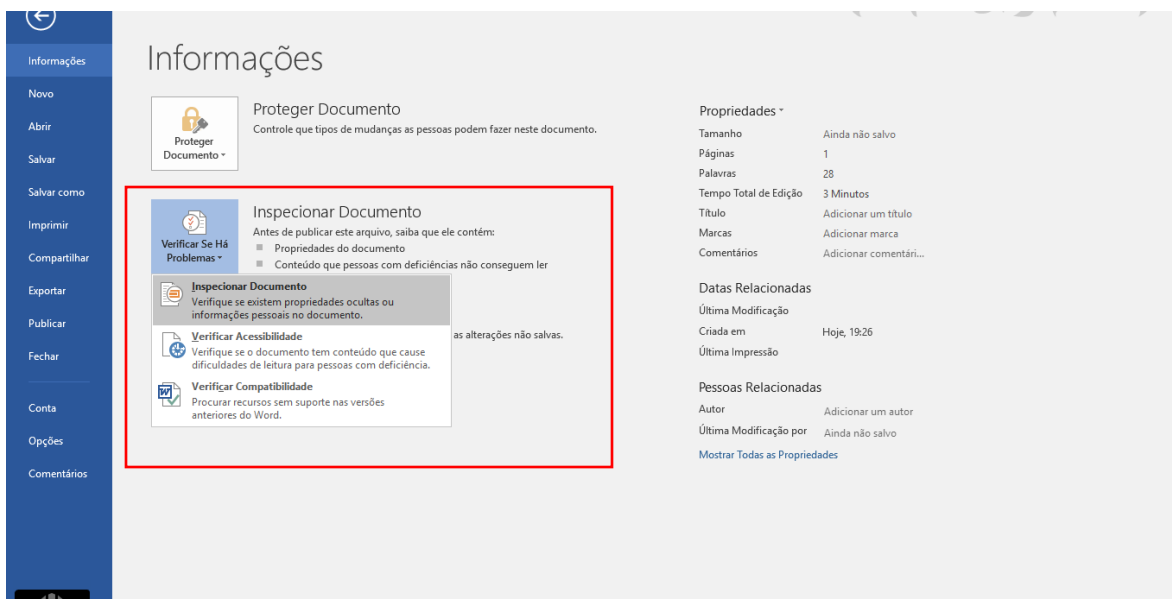 Informações
Novo
Abrir
Salvar
Salvar como
Imprimir
Compartilhar
Exportar
Publicar
Fechar
Conta
Opções
Comentários
Informações
Proteger Documento
Proteger Documento
Controle que tipos de mudanças as pessoas podem fazer neste documento.
Verificar Se Há Problemas
Inspecionar Documento
Antes de publicar este arquivo, saiba que ele contém:
Propriedades do documento
Conteúdo que pessoas com deficiências não conseguem ler
Inspecionar Documento
Verifique se existem propriedades ocultas ou
informações pessoais no documento.
Verificar Acessibilidade
as alterações não salvas.
Verifique se o documento tem conteúdo que cause
dificuldades de leitura para pessoas com deficiência.
Verificar Compatibilidade
Procurar recursos sem suporte nas versões
anteriores do Word.
Propriedades
Tamanho Ainda não salvo
Páginas 1
Palavras 28
Tempo Total de Edição 3 Minutos
Título Adicionar um título
Marcas Adicionar marca
Comentários Adicionar comentári...
Datas Relacionadas
Última Modificação
Criada em Hoje, 19:26
Última Impressão
Pessoas Relacionadas
Autor Adicionar um autor
Última Modificação por Ainda não salvo
Mostrar Todas as Propriedades